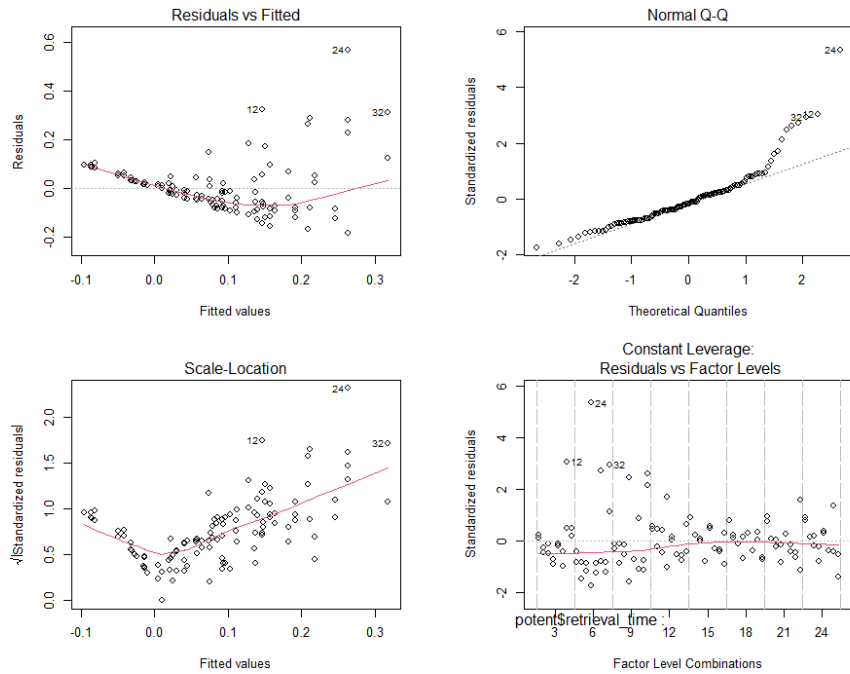 Residuals vs Fitted
Residuals
0.6
0.4
0.2
0.0
-0.2
24
12
32
-0.1 0.0 0.1 0.2 0.3
Fitted values
Normal Q-Q
Standardized residuals
6
4
2
0
-2
24
32 12
-2 -1 0 1 2
Theoretical Quantiles
Scale-Location
√|Standardized residuals|
2.0
1.5
1.0
0.5
0.0
24
12
32
-0.1 0.0 0.1 0.2 0.3
Fitted values
Constant Leverage:
Residuals vs Factor Levels
Standardized residuals
6
4
2
0
-2
24
12
32
potent$retrieval_time :
3 6 9 12 15 18 21 24
Factor Level Combinations